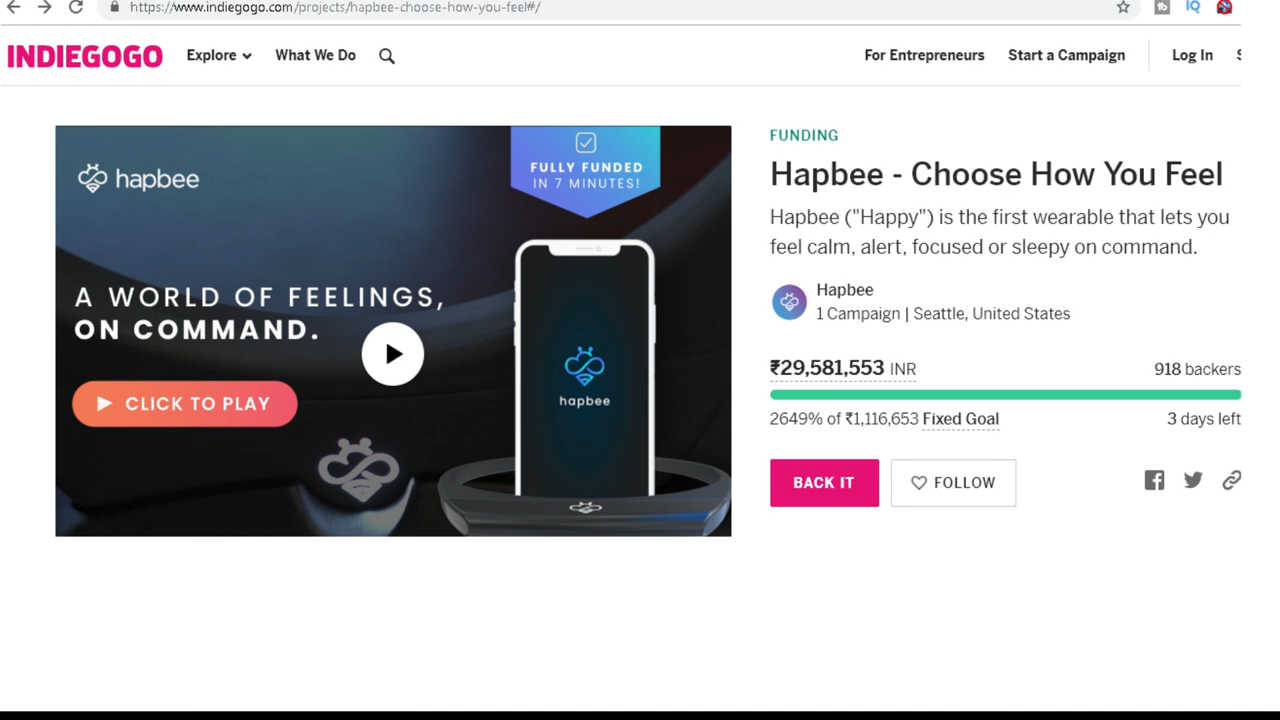 https://www.indiegogo.com/projects/hapbee-choose-how-you-feel#/
INDIEGOGO Explore What We Do For Entrepreneurs Start a Campaign Log In
hapbee
FULLY FUNDED
IN 7 MINUTES!
A WORLD OF FEELINGS,
ON COMMAND.
CLICK TO PLAY
hapbee
FUNDING
Hapbee - Choose How You Feel
Hapbee ("Happy") is the first wearable that lets you
feel calm, alert, focused or sleepy on command.
Hapbee
1 Campaign | Seattle, United States
₹29,581,553 INR 918 backers
2649% of ₹1,116,653 Fixed Goal 3 days left
BACK IT FOLLOW